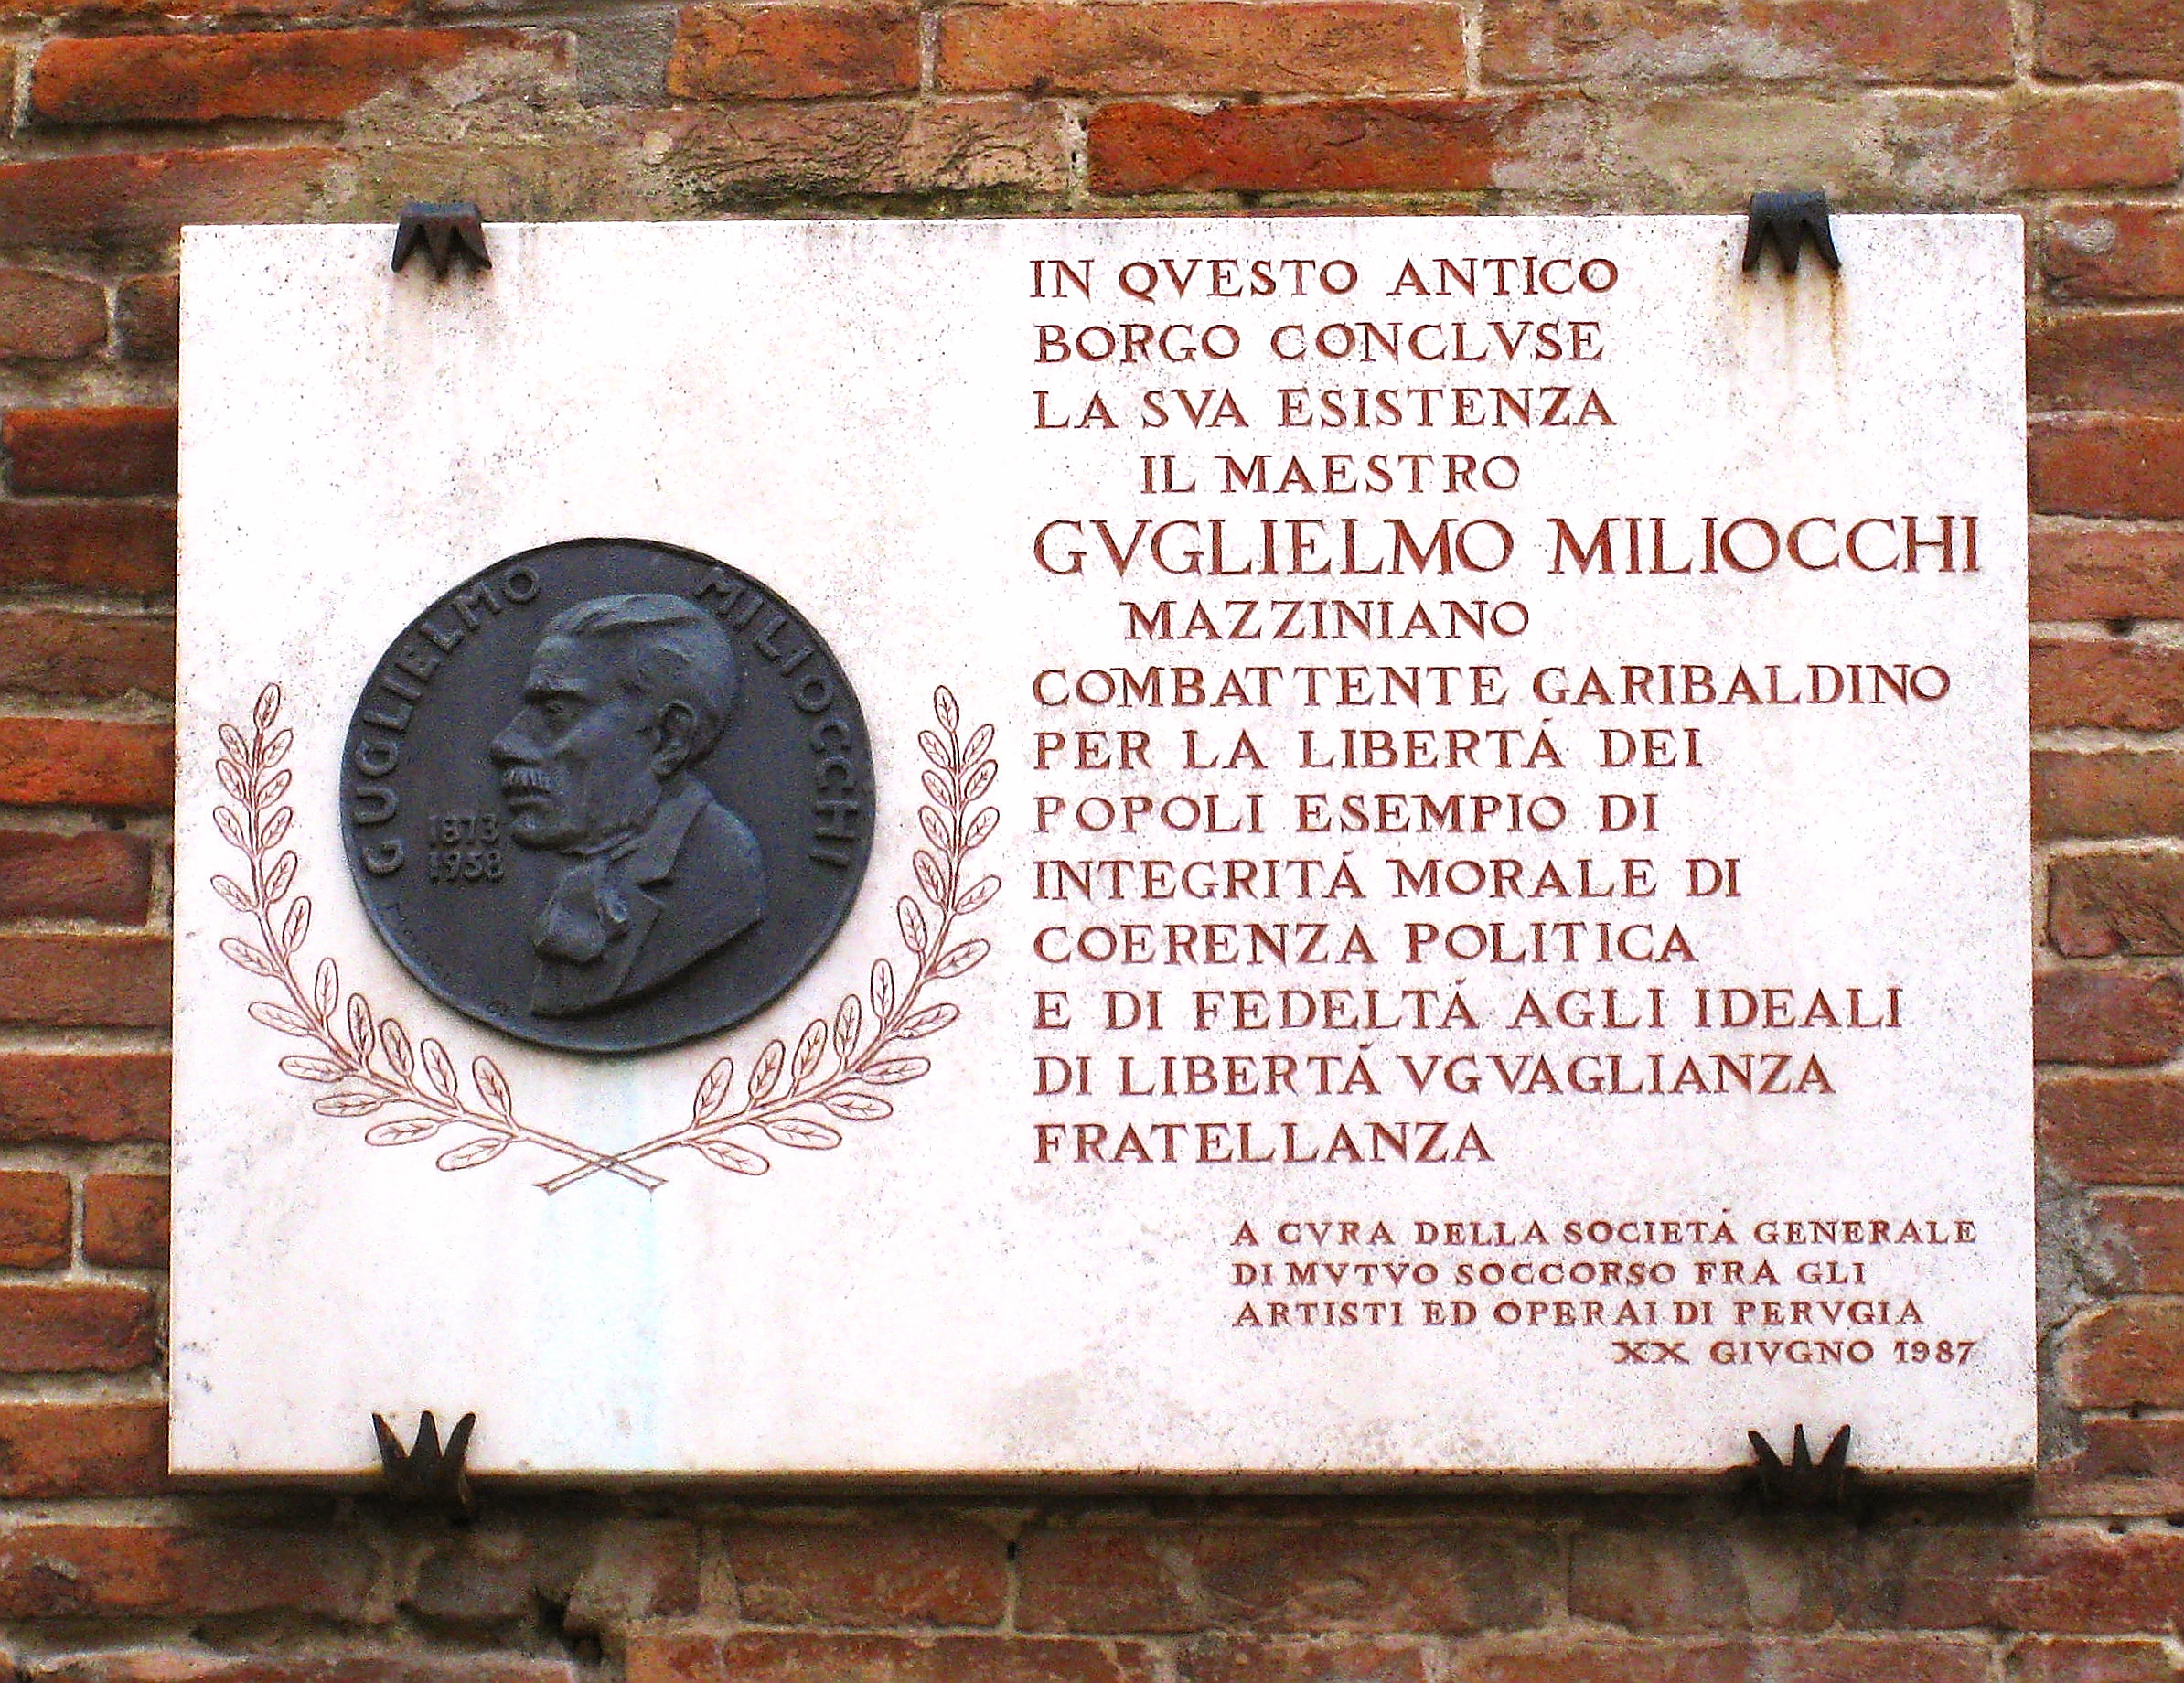 GUGLIELMO MILIOCCHI
1873
1958
IN QVESTO ANTICO
BORGO CONCLVSE
LA SVA ESISTENZA
IL MAESTRO
GVGLIELMO MILIOCCHI
MAZZINIANO
COMBATTENTE GARIBALDINO
PER LA LIBERTÁ DEI
POPOLI ESEMPIO DI
INTEGRITÁ MORALE DI
COERENZA POLITICA
E DI FEDELTÁ AGLI IDEALI
DI LIBERTÁ VGVAGLIANZA
FRATELLANZA
A CVRA DELLA SOCIETÁ GENERALE
DI MVTVO SOCCORSO FRA GLI
ARTISTI ED OPERAI DI PERVGIA
XX GIVGNO 1987